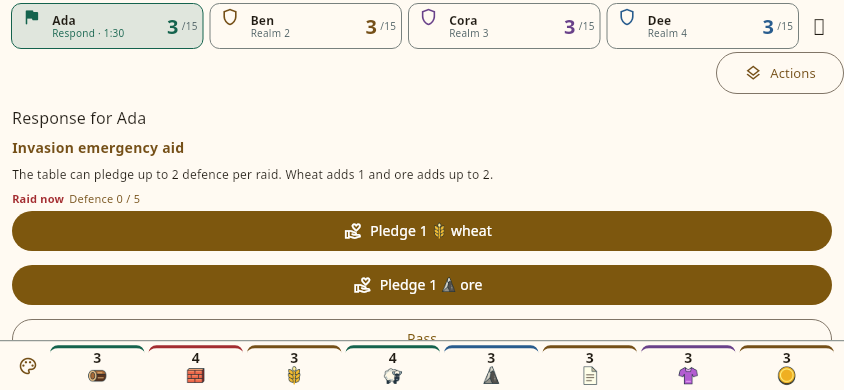 Ada
Respond · 1:30
3 /15
Ben
Realm 2
3 /15
Cora
Realm 3
3 /15
Dee
Realm 4
3 /15
Actions
Response for Ada
Invasion emergency aid
The table can pledge up to 2 defence per raid. Wheat adds 1 and ore adds up to 2.
Raid now Defence 0 / 5
Pledge 1 wheat
Pledge 1 ore
Pass
3 4 3 4 3 3 3 3